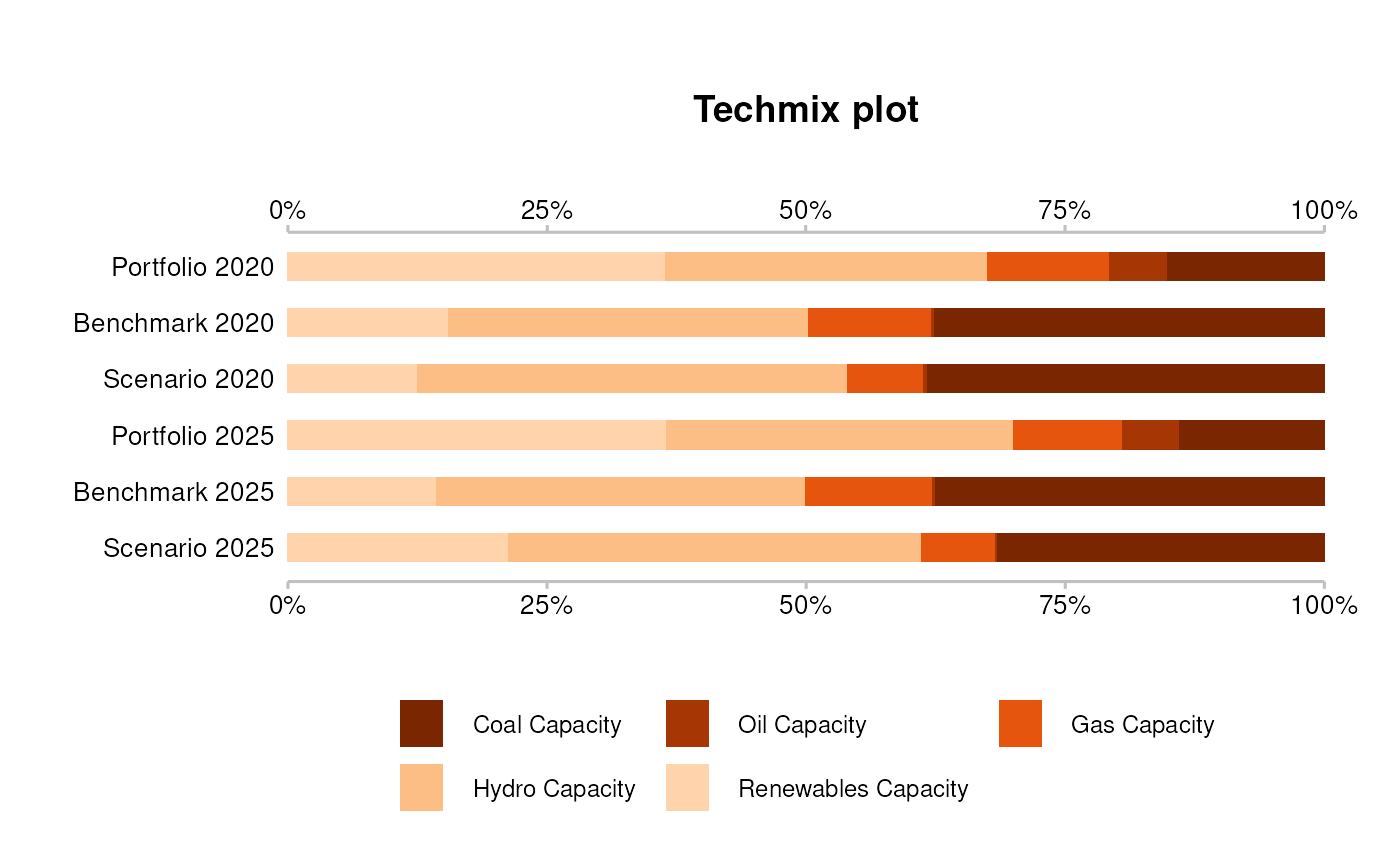 Techmix plot
0% 25% 50% 75% 100%
Portfolio 2020
Benchmark 2020
Scenario 2020
Portfolio 2025
Benchmark 2025
Scenario 2025
0% 25% 50% 75% 100%
Coal Capacity Oil Capacity Gas Capacity
Hydro Capacity Renewables Capacity